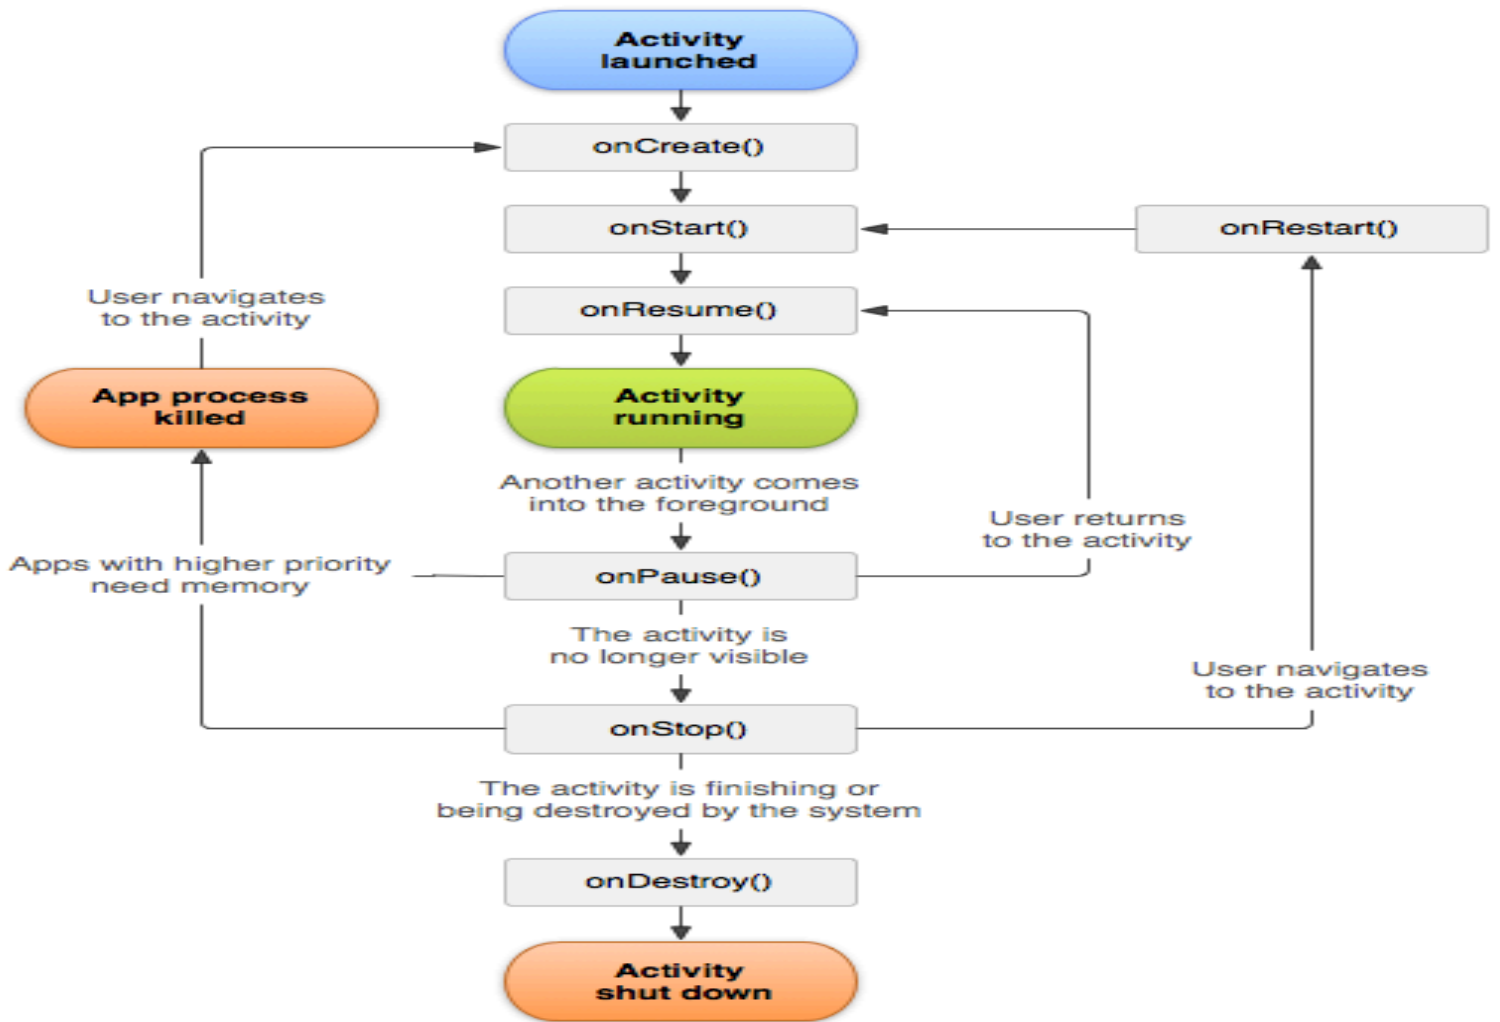 Activity
launched
onCreate()
onStart()
onRestart()
onResume()
User navigates
to the activity
App process
killed
Activity
running
Another activity comes
into the foreground
User returns
to the activity
Apps with higher priority
need memory
onPause()
The activity is
no longer visible
User navigates
to the activity
onStop()
The activity is finishing or
being destroyed by the system
onDestroy()
Activity
shut down